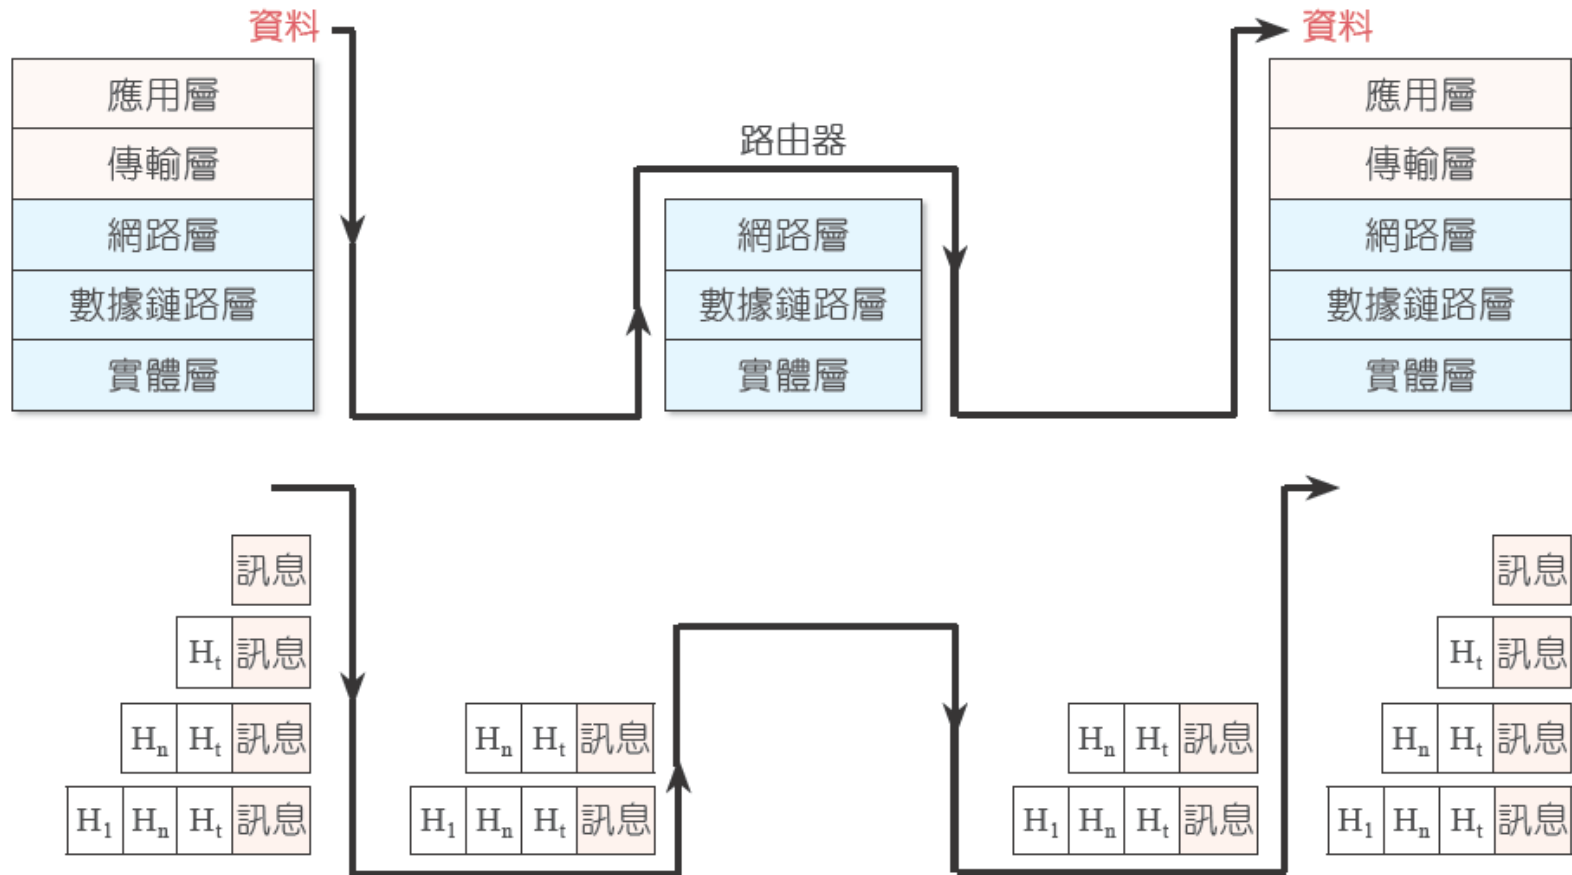 資料 資料
應用層 應用層
傳輸層 路由器 傳輸層
網路層 網路層 網路層
數據鏈路層 數據鏈路層 數據鏈路層
實體層 實體層 實體層
訊息 訊息
Ht 訊息 Ht 訊息
Hn Ht 訊息 Hn Ht 訊息 Hn Ht 訊息 Hn Ht 訊息
H1 Hn Ht 訊息 H1 Hn Ht 訊息 H1 Hn Ht 訊息 H1 Hn Ht 訊息